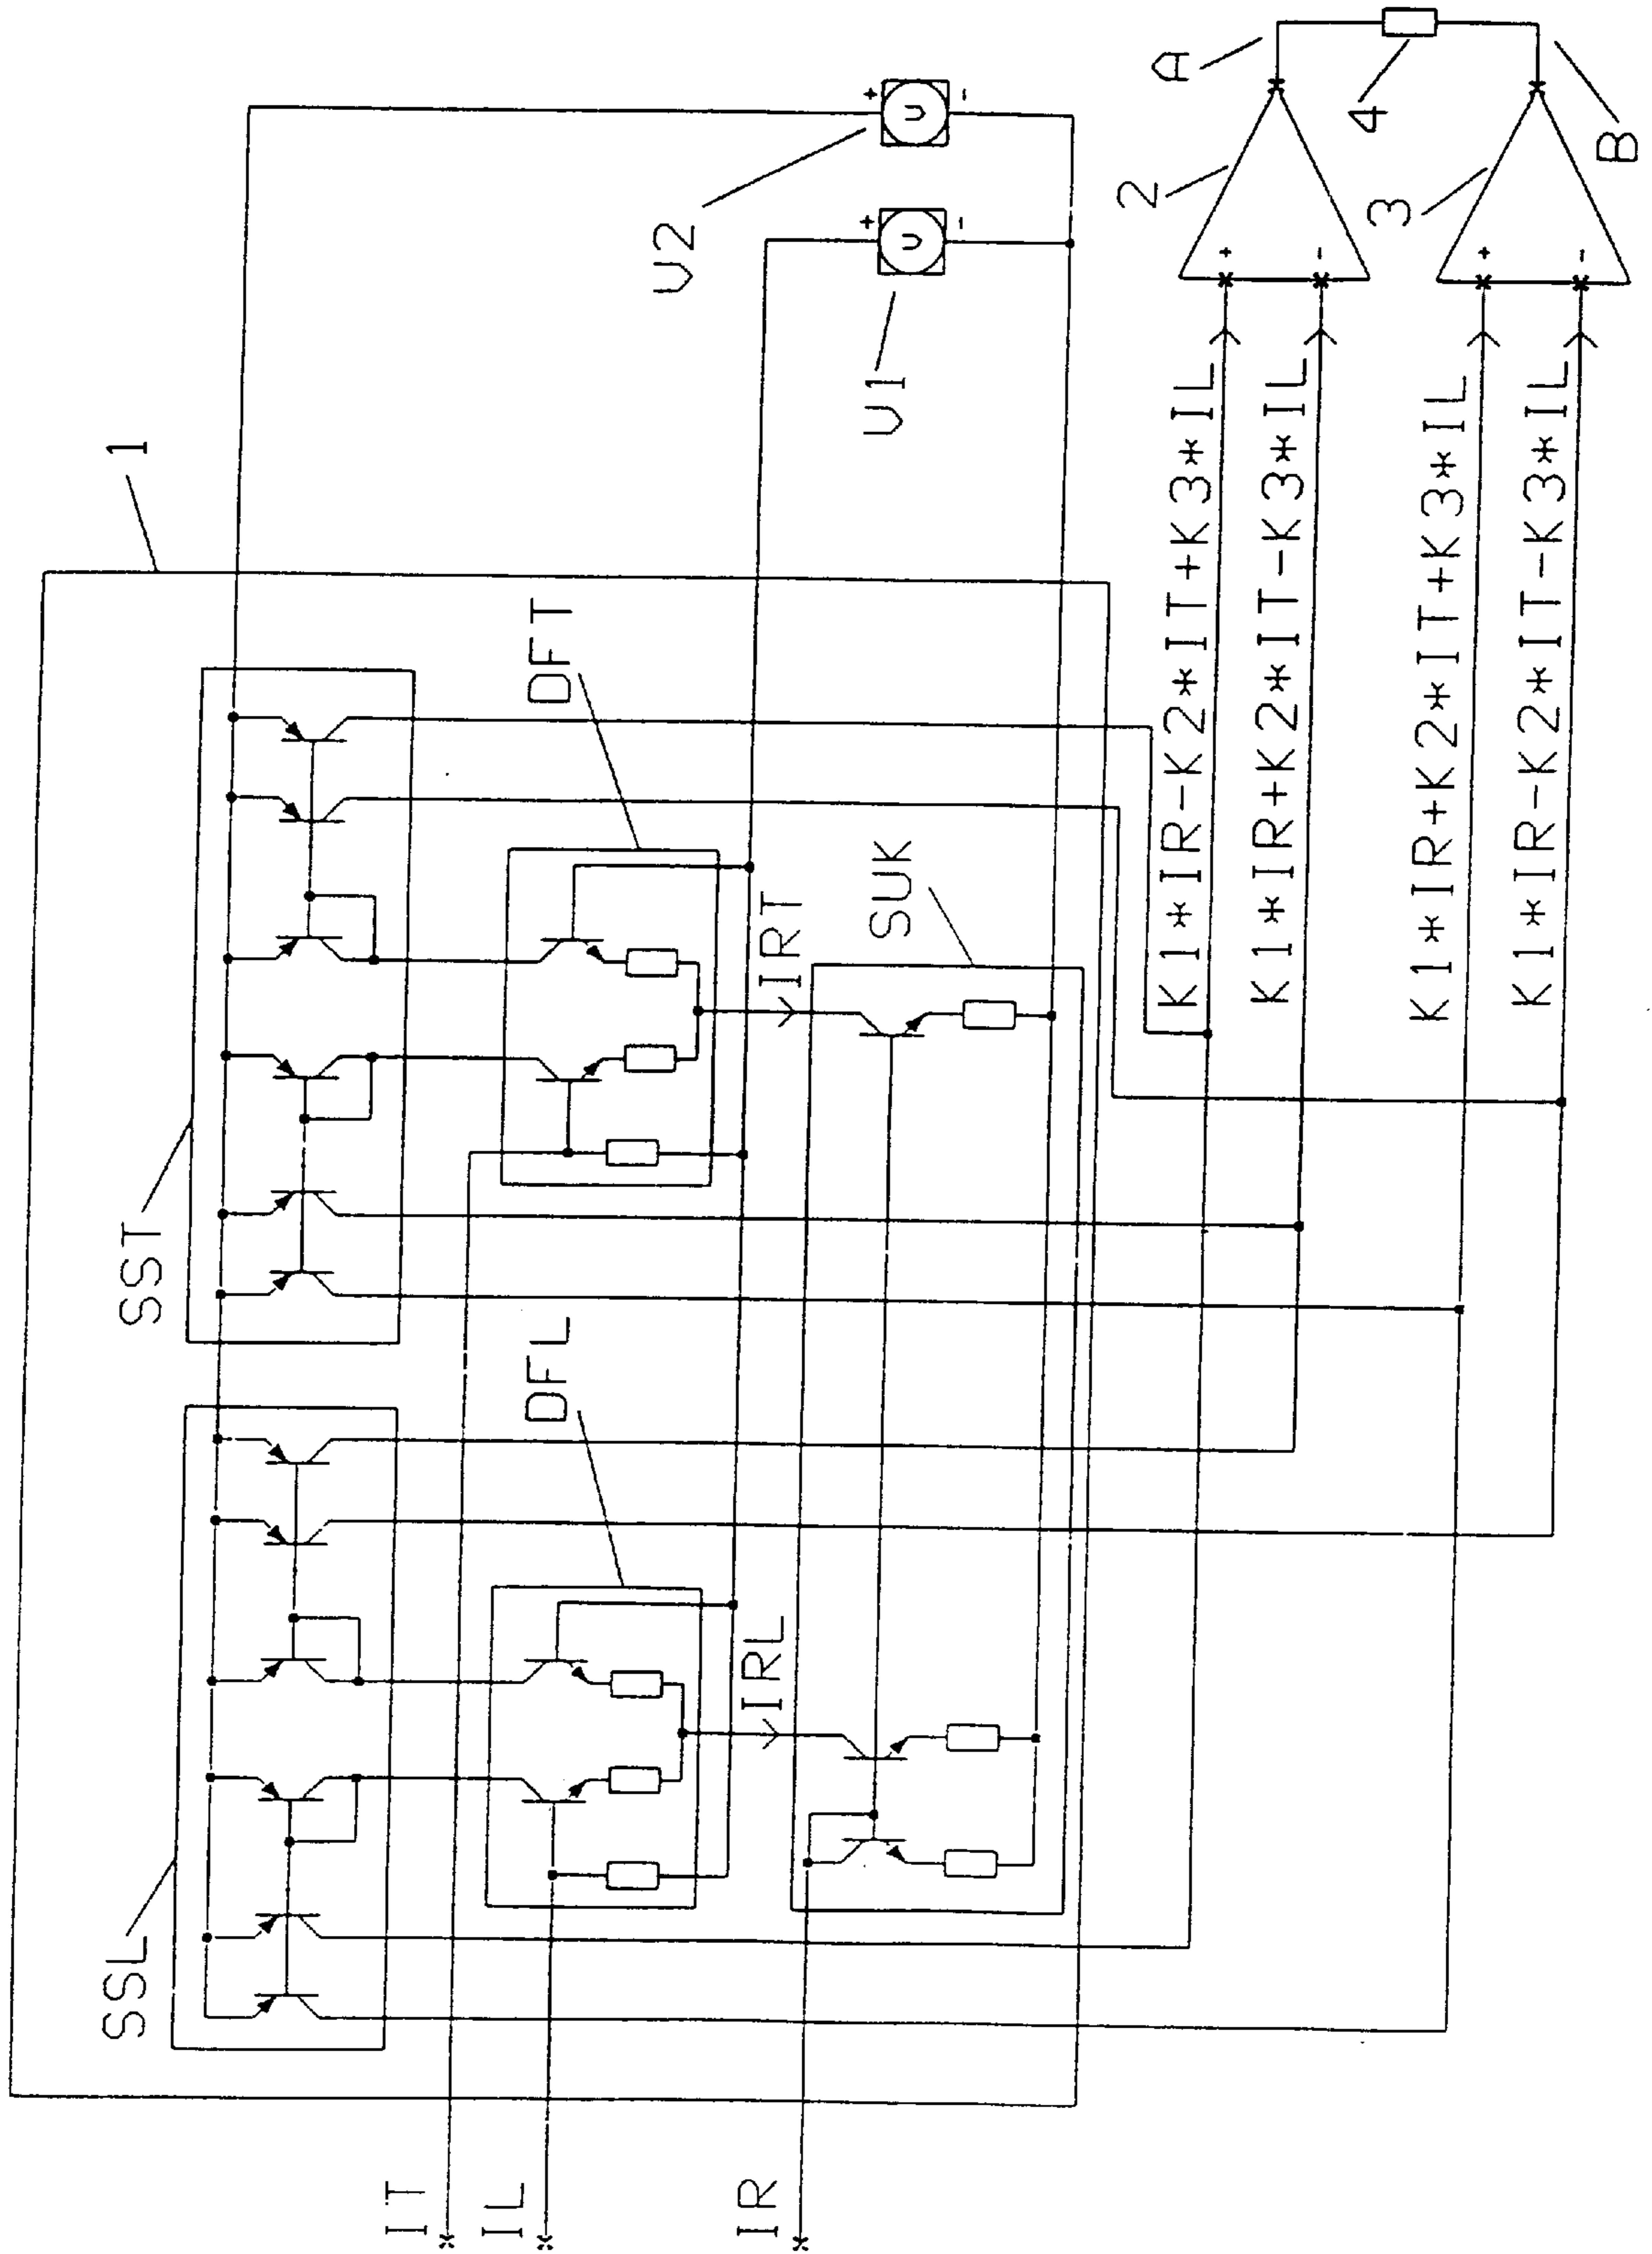 1
SST
SSL
DFT
DFL
SUK
IRT
IRL
U2
U
+
-
U1
U
+
-
IT
IL
IR
K1*IR-K2*IT+K3*IL
K1*IR+K2*IT-K3*IL
K1*IR+K2*IT+K3*IL
K1*IR-K2*IT-K3*IL
2
+
-
3
+
-
A
4
B